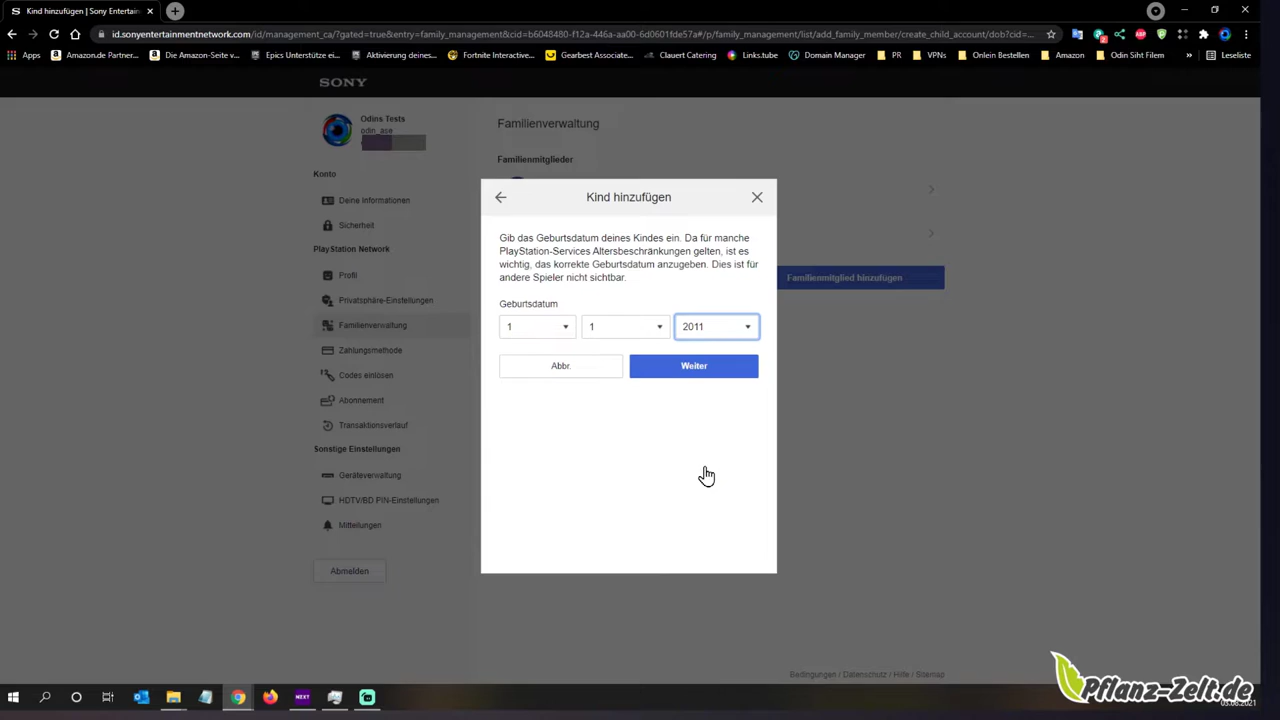 Kind hinzufügen | Sony Entertain
id.sonyentertainmentnetwork.com/id/management_ca/?gated=true&entry=family_management&cid=b6048480-f12a-446a-aa00-6d0601fde57a#/p/family_management/list/add_family_member/create_child_account/dob?cid=...
Apps Amazon.de Partner... Die Amazon-Seite v... Epics Unterstütze ei... Aktivierung deines... Fortnite Interactive... Gearbest Associate... Clauert Catering Links.tube Domain Manager PR VPNs Onlein Bestellen Amazon Odin Siht Filem Leseliste
SONY
Odins Tests
odin_ase
Konto
Deine Informationen
Sicherheit
PlayStation Network
Profil
Privatsphäre-Einstellungen
Familienverwaltung
Zahlungsmethode
Codes einlösen
Abonnement
Transaktionsverlauf
Sonstige Einstellungen
Geräteverwaltung
HDTV/BD PIN-Einstellungen
Mitteilungen
Abmelden
Familienverwaltung
Familienmitglieder
Familienmitglied hinzufügen
Kind hinzufügen
Gib das Geburtsdatum deines Kindes ein. Da für manche
PlayStation-Services Altersbeschränkungen gelten, ist es
wichtig, das korrekte Geburtsdatum anzugeben. Dies ist für
andere Spieler nicht sichtbar.
Geburtsdatum
1 1 2011
Abbr. Weiter
Bedingungen / Datenschutz / Hilfe / Sitemap
NEXT
Pflanz-Zelt.de
03.08.2021